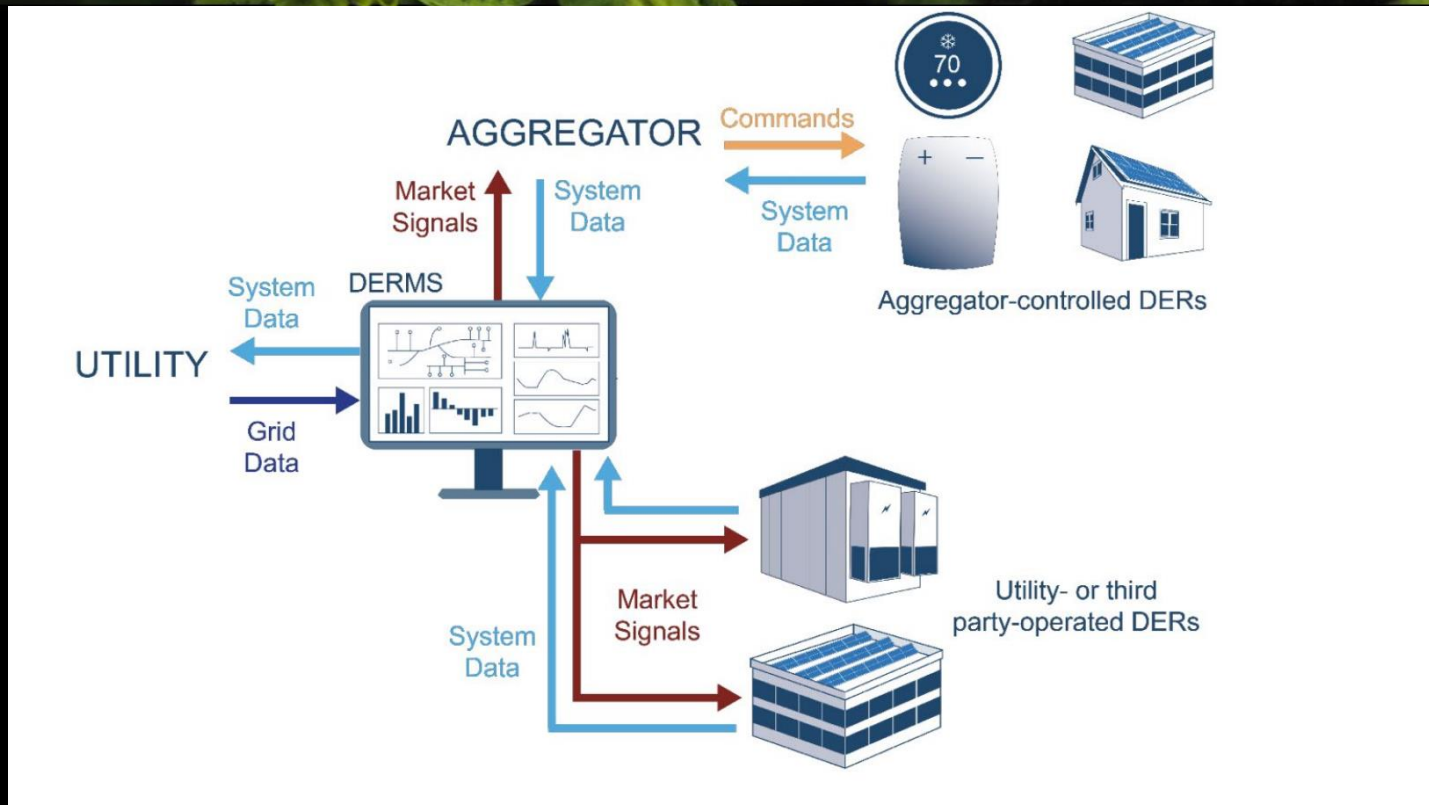 70
AGGREGATOR
Commands
System
Data
Market
Signals
System
Data
+ −
Aggregator-controlled DERs
DERMS
System
Data
UTILITY
Grid
Data
Market
Signals
System
Data
Utility- or third
party-operated DERs